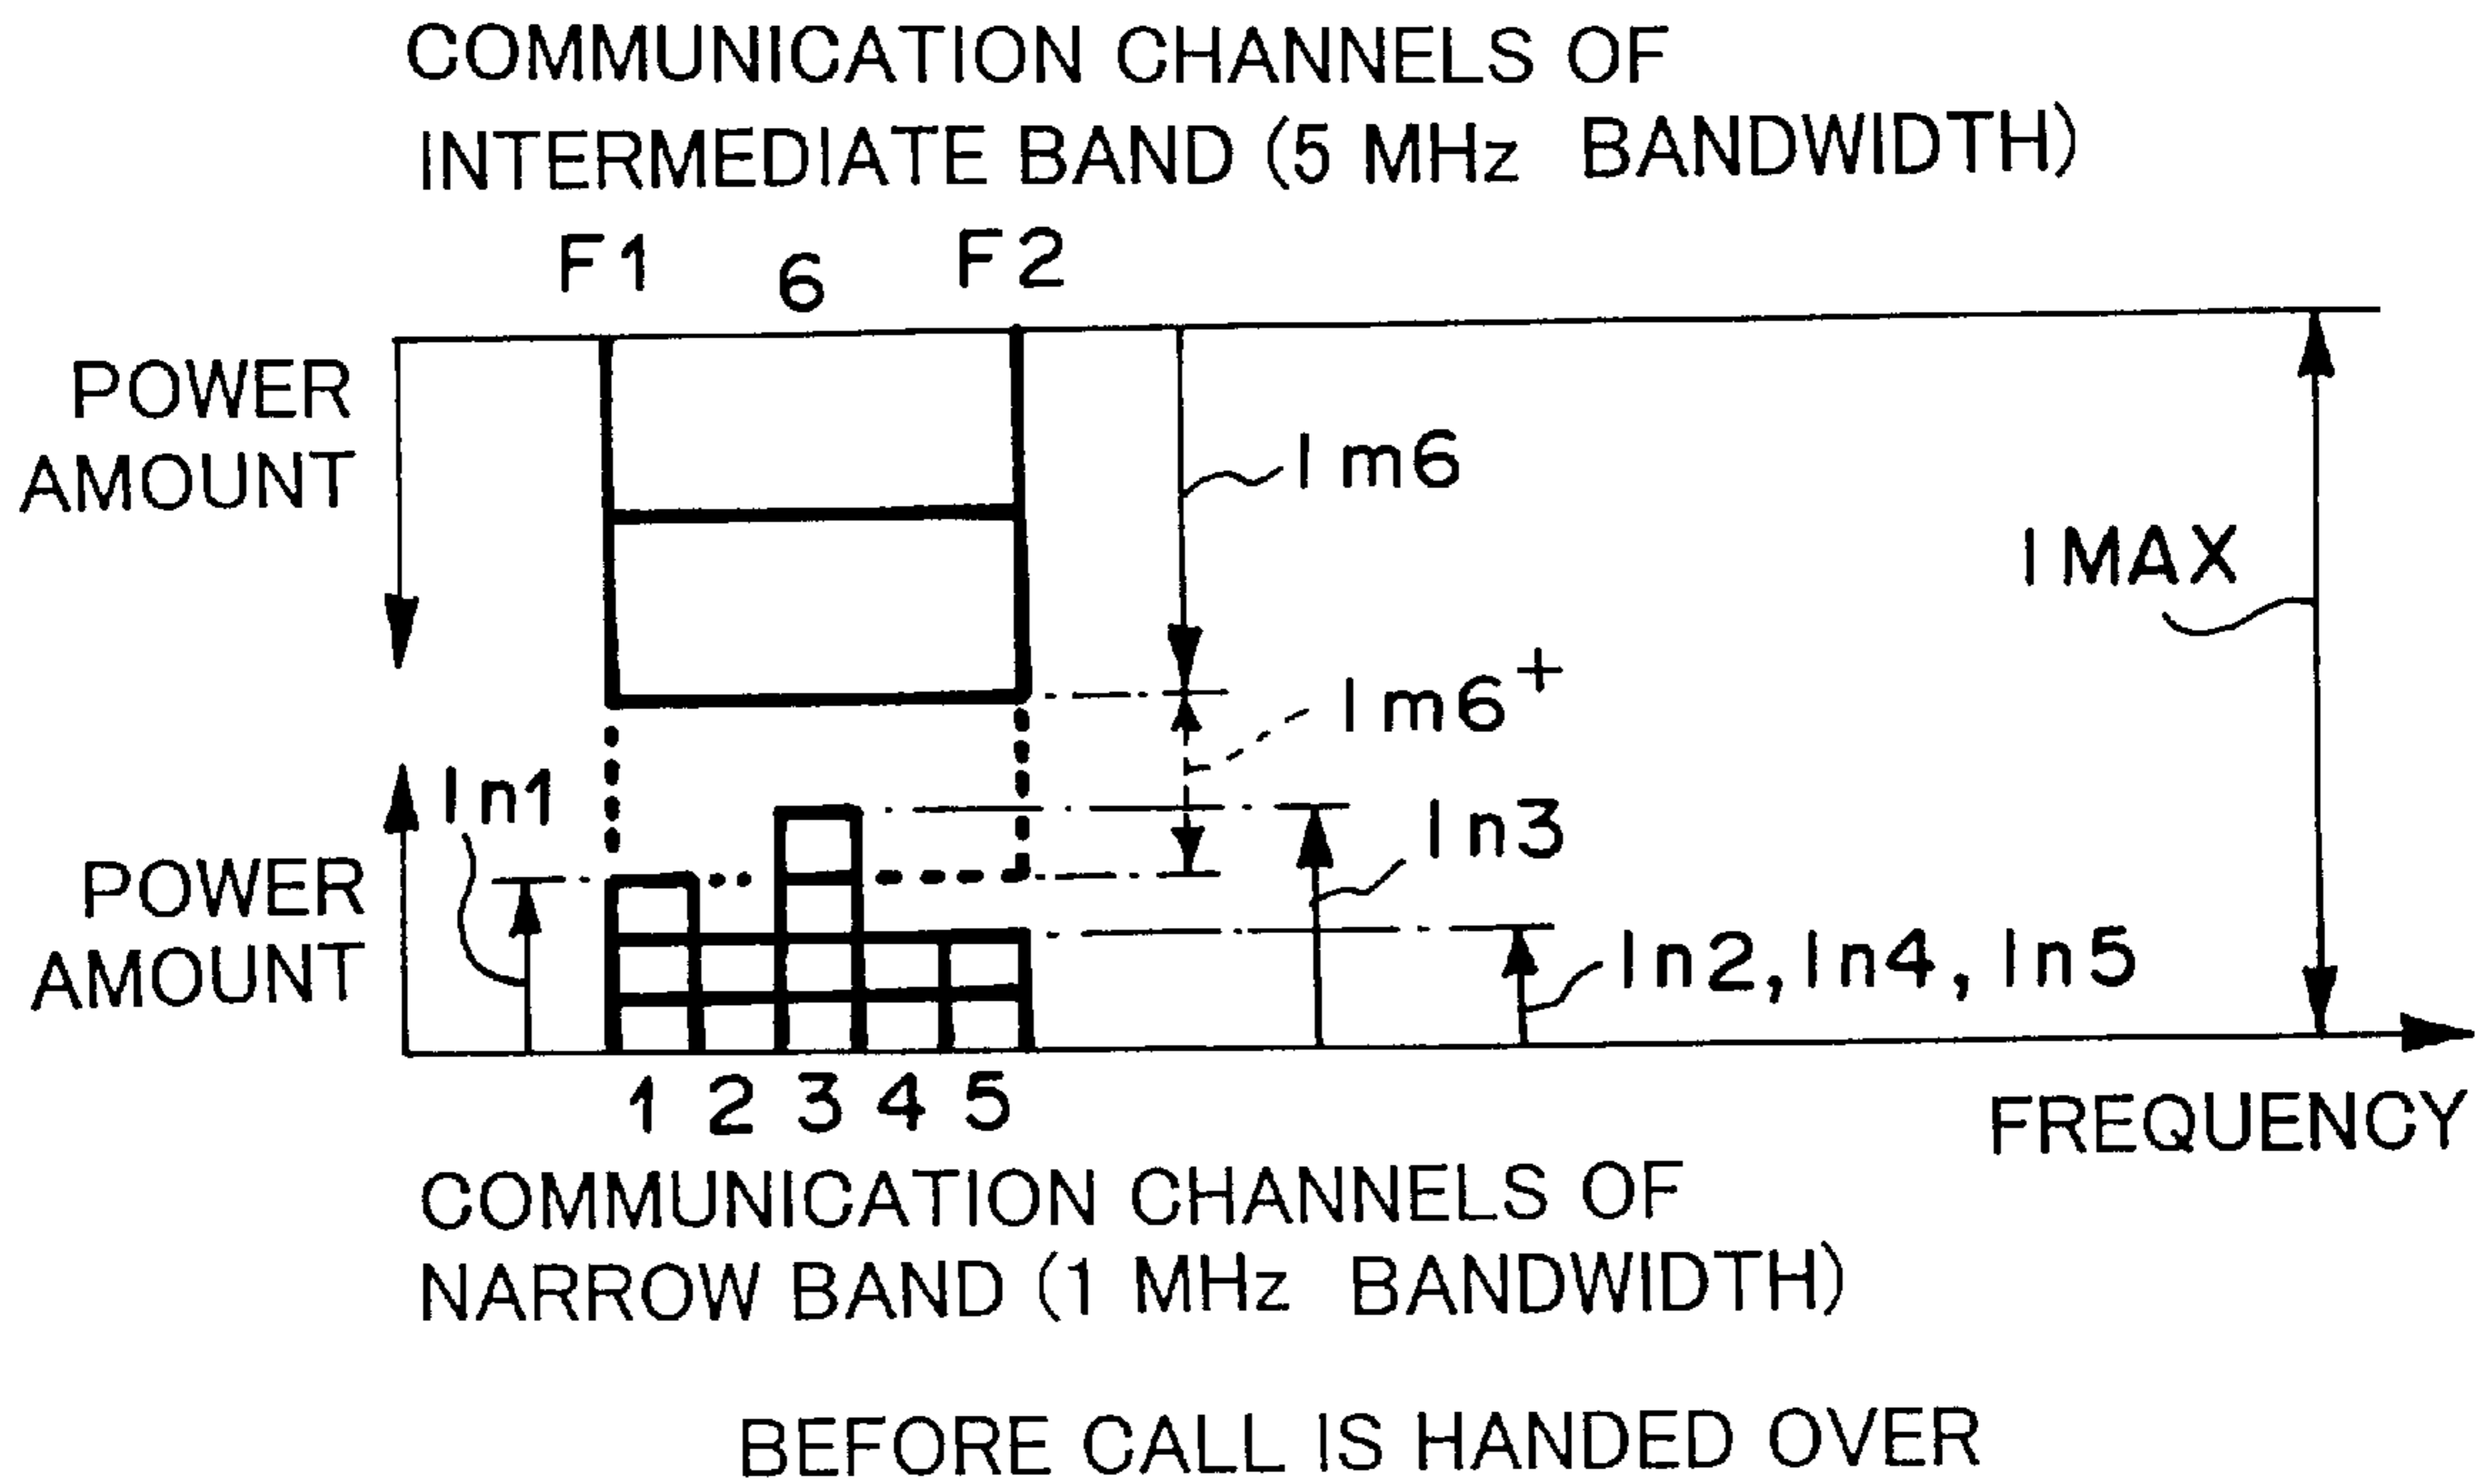 COMMUNICATION CHANNELS OF
INTERMEDIATE BAND (5 MHz BANDWIDTH)
F1 6 F2
POWER
AMOUNT
Im6
IMAX
Im6+
In1
In3
POWER
AMOUNT
In2, In4, In5
1 2 3 4 5
FREQUENCY
COMMUNICATION CHANNELS OF
NARROW BAND (1 MHz BANDWIDTH)
BEFORE CALL IS HANDED OVER